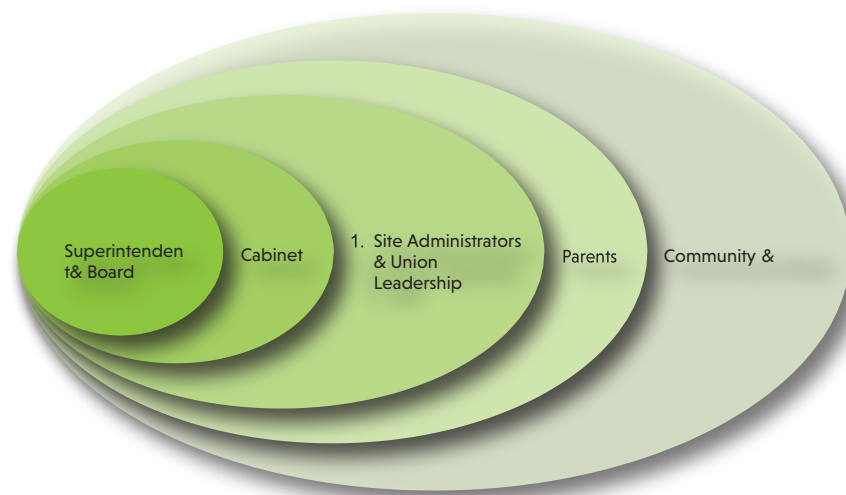 Superintenden
t& Board
Cabinet
1. Site Administrators
& Union
Leadership
Parents
Community &